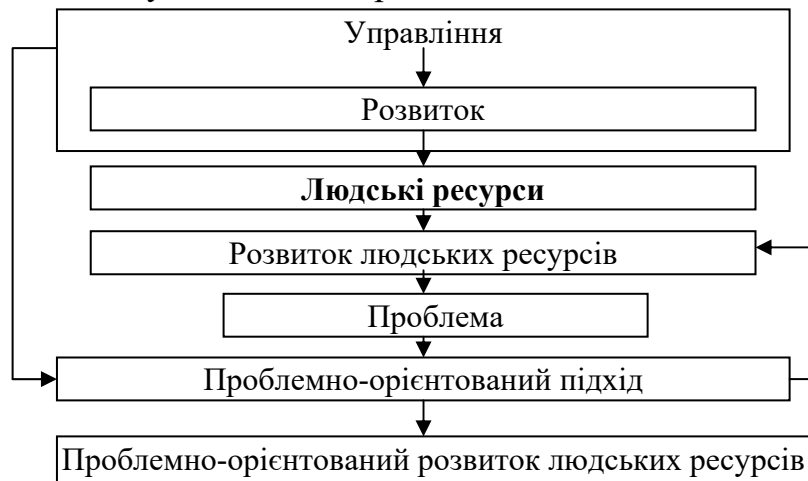 Управління
Розвиток
Людські ресурси
Розвиток людських ресурсів
Проблема
Проблемно-орієнтований підхід
Проблемно-орієнтований розвиток людських ресурсів